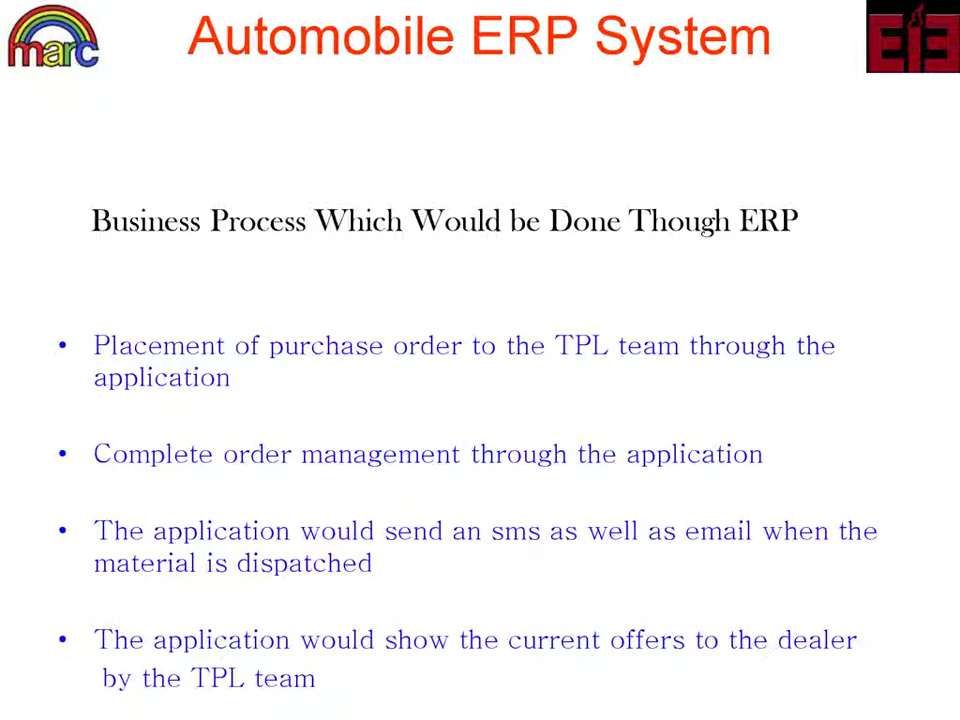 marc
Automobile ERP System
EiE
Business Process Which Would be Done Though ERP
• Placement of purchase order to the TPL team through the
application
• Complete order management through the application
• The application would send an sms as well as email when the
material is dispatched
• The application would show the current offers to the dealer
by the TPL team